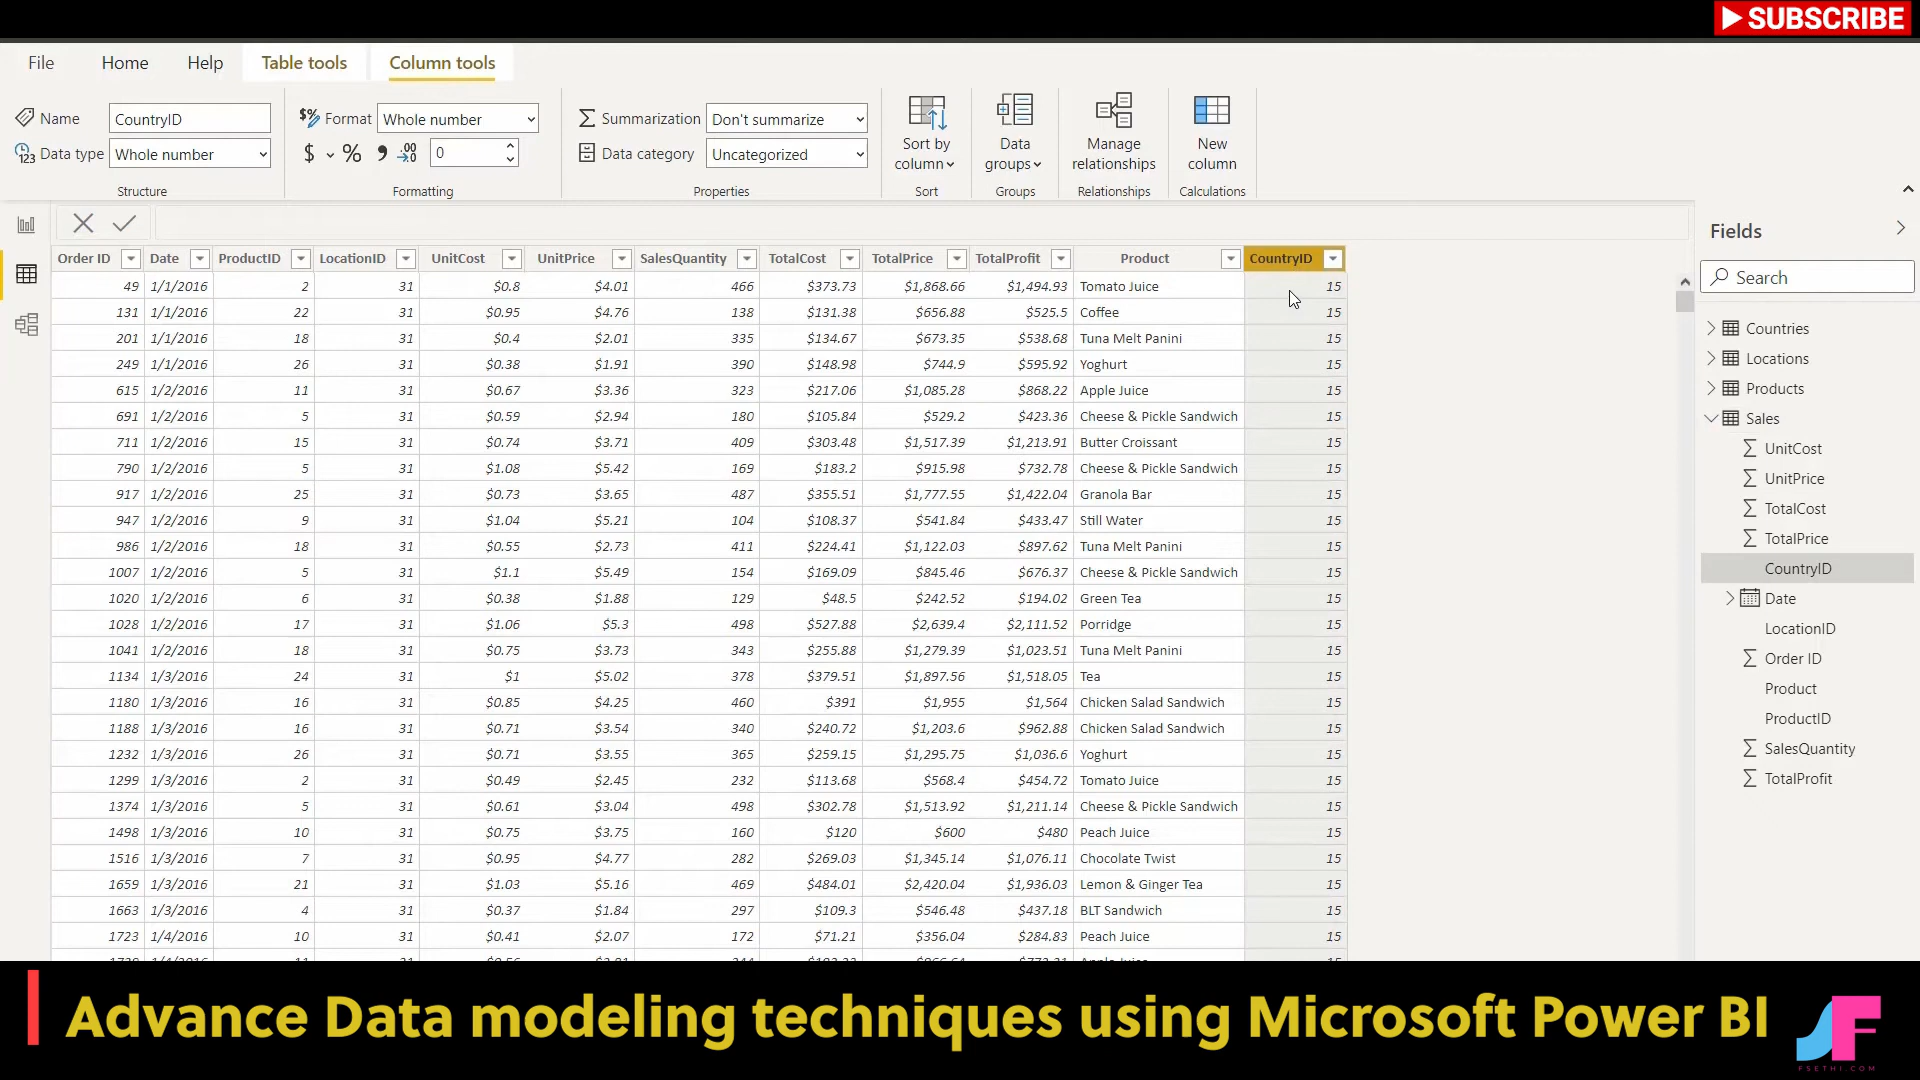 SUBSCRIBE
File Home Help Table tools Column tools
Name CountryID $% Format Whole number Summarization Don't summarize
Data type Whole number $ % 0 Data category Uncategorized
Sort by column Data groups Manage relationships New column
Structure Formatting Properties Sort Groups Relationships Calculations
Fields
Search
Countries
Locations
Products
Sales
UnitCost
UnitPrice
TotalCost
TotalPrice
CountryID
Date
LocationID
Order ID
Product
ProductID
SalesQuantity
TotalProfit
Order ID Date ProductID LocationID UnitCost UnitPrice SalesQuantity TotalCost TotalPrice TotalProfit Product CountryID
49 1/1/2016 2 31 $0.8 $4.01 466 $373.73 $1,868.66 $1,494.93 Tomato Juice 15
131 1/1/2016 22 31 $0.95 $4.76 138 $131.38 $656.88 $525.5 Coffee 15
201 1/1/2016 18 31 $0.4 $2.01 335 $134.67 $673.35 $538.68 Tuna Melt Panini 15
249 1/1/2016 26 31 $0.38 $1.91 390 $148.98 $744.9 $595.92 Yoghurt 15
615 1/2/2016 11 31 $0.67 $3.36 323 $217.06 $1,085.28 $868.22 Apple Juice 15
691 1/2/2016 5 31 $0.59 $2.94 180 $105.84 $529.2 $423.36 Cheese & Pickle Sandwich 15
711 1/2/2016 15 31 $0.74 $3.71 409 $303.48 $1,517.39 $1,213.91 Butter Croissant 15
790 1/2/2016 5 31 $1.08 $5.42 169 $183.2 $915.98 $732.78 Cheese & Pickle Sandwich 15
917 1/2/2016 25 31 $0.73 $3.65 487 $355.51 $1,777.55 $1,422.04 Granola Bar 15
947 1/2/2016 9 31 $1.04 $5.21 104 $108.37 $541.84 $433.47 Still Water 15
986 1/2/2016 18 31 $0.55 $2.73 411 $224.41 $1,122.03 $897.62 Tuna Melt Panini 15
1007 1/2/2016 5 31 $1.1 $5.49 154 $169.09 $845.46 $676.37 Cheese & Pickle Sandwich 15
1020 1/2/2016 6 31 $0.38 $1.88 129 $48.5 $242.52 $194.02 Green Tea 15
1028 1/2/2016 17 31 $1.06 $5.3 498 $527.88 $2,639.4 $2,111.52 Porridge 15
1041 1/2/2016 18 31 $0.75 $3.73 343 $255.88 $1,279.39 $1,023.51 Tuna Melt Panini 15
1134 1/3/2016 24 31 $1 $5.02 378 $379.51 $1,897.56 $1,518.05 Tea 15
1180 1/3/2016 16 31 $0.85 $4.25 460 $391 $1,955 $1,564 Chicken Salad Sandwich 15
1188 1/3/2016 16 31 $0.71 $3.54 340 $240.72 $1,203.6 $962.88 Chicken Salad Sandwich 15
1232 1/3/2016 26 31 $0.71 $3.55 365 $259.15 $1,295.75 $1,036.6 Yoghurt 15
1299 1/3/2016 2 31 $0.49 $2.45 232 $113.68 $568.4 $454.72 Tomato Juice 15
1374 1/3/2016 5 31 $0.61 $3.04 498 $302.78 $1,513.92 $1,211.14 Cheese & Pickle Sandwich 15
1498 1/3/2016 10 31 $0.75 $3.75 160 $120 $600 $480 Peach Juice 15
1516 1/3/2016 7 31 $0.95 $4.77 282 $269.03 $1,345.14 $1,076.11 Chocolate Twist 15
1659 1/3/2016 21 31 $1.03 $5.16 469 $484.01 $2,420.04 $1,936.03 Lemon & Ginger Tea 15
1663 1/3/2016 4 31 $0.37 $1.84 297 $109.3 $546.48 $437.18 BLT Sandwich 15
1723 1/4/2016 10 31 $0.41 $2.07 172 $71.21 $356.04 $284.83 Peach Juice 15
Advance Data modeling techniques using Microsoft Power BI
FSETHI.COM